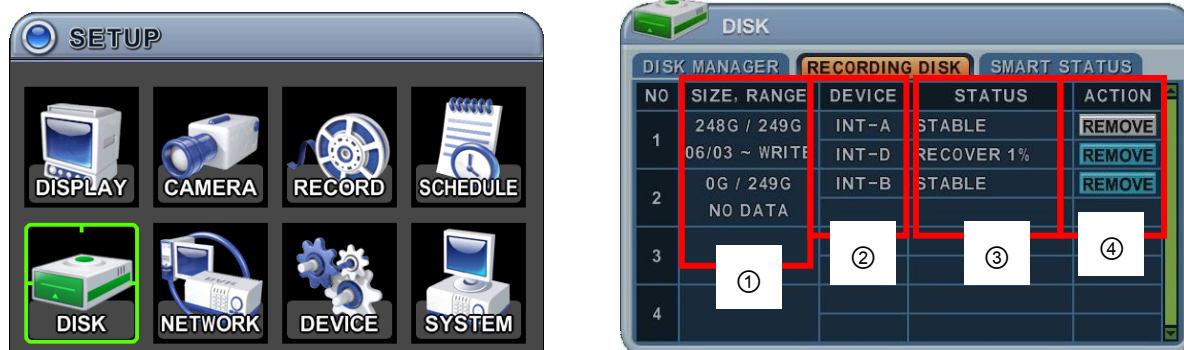 SETUP
DISPLAY CAMERA RECORD SCHEDULE
DISK NETWORK DEVICE SYSTEM
DISK
DISK MANAGER RECORDING DISK SMART STATUS
NO SIZE, RANGE DEVICE STATUS ACTION
1 248G / 249G INT-A STABLE REMOVE
06/03 ~ WRITE INT-D RECOVER 1% REMOVE
2 0G / 249G INT-B STABLE REMOVE
NO DATA
3
4
① ② ③ ④